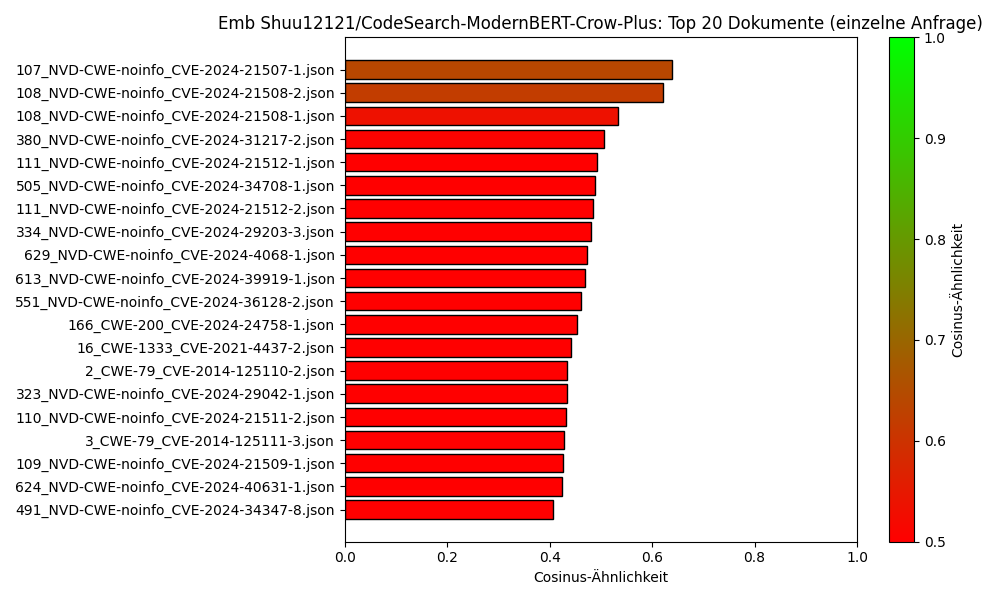 Emb Shuu12121/CodeSearch-ModernBERT-Crow-Plus: Top 20 Dokumente (einzelne Anfrage)
107_NVD-CWE-noinfo_CVE-2024-21507-1.json
108_NVD-CWE-noinfo_CVE-2024-21508-2.json
108_NVD-CWE-noinfo_CVE-2024-21508-1.json
380_NVD-CWE-noinfo_CVE-2024-31217-2.json
111_NVD-CWE-noinfo_CVE-2024-21512-1.json
505_NVD-CWE-noinfo_CVE-2024-34708-1.json
111_NVD-CWE-noinfo_CVE-2024-21512-2.json
334_NVD-CWE-noinfo_CVE-2024-29203-3.json
629_NVD-CWE-noinfo_CVE-2024-4068-1.json
613_NVD-CWE-noinfo_CVE-2024-39919-1.json
551_NVD-CWE-noinfo_CVE-2024-36128-2.json
166_CWE-200_CVE-2024-24758-1.json
16_CWE-1333_CVE-2021-4437-2.json
2_CWE-79_CVE-2014-125110-2.json
323_NVD-CWE-noinfo_CVE-2024-29042-1.json
110_NVD-CWE-noinfo_CVE-2024-21511-2.json
3_CWE-79_CVE-2014-125111-3.json
109_NVD-CWE-noinfo_CVE-2024-21509-1.json
624_NVD-CWE-noinfo_CVE-2024-40631-1.json
491_NVD-CWE-noinfo_CVE-2024-34347-8.json
0.0 0.2 0.4 0.6 0.8 1.0
Cosinus-Ähnlichkeit
1.0
0.9
0.8
0.7
0.6
0.5
Cosinus-Ähnlichkeit